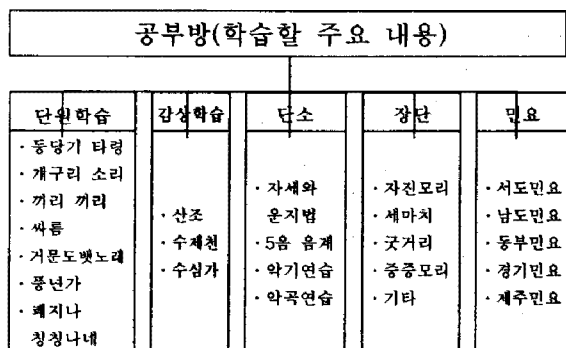 공부방(학습할 주요 내용)
단원학습
· 둥당기 타령
· 개구리 소리
· 끼리 끼리
· 싸름
· 거문도뱃노래
· 풍년가
· 쾌지나
칭칭나네
감상학습
· 산조
· 수제천
· 수심가
단소
· 자세와
운지법
· 5음 음계
· 악기연습
· 악곡연습
장단
· 자진모리
· 세마치
· 굿거리
· 중중모리
· 기타
민요
· 서도민요
· 남도민요
· 동부민요
· 경기민요
· 제주민요